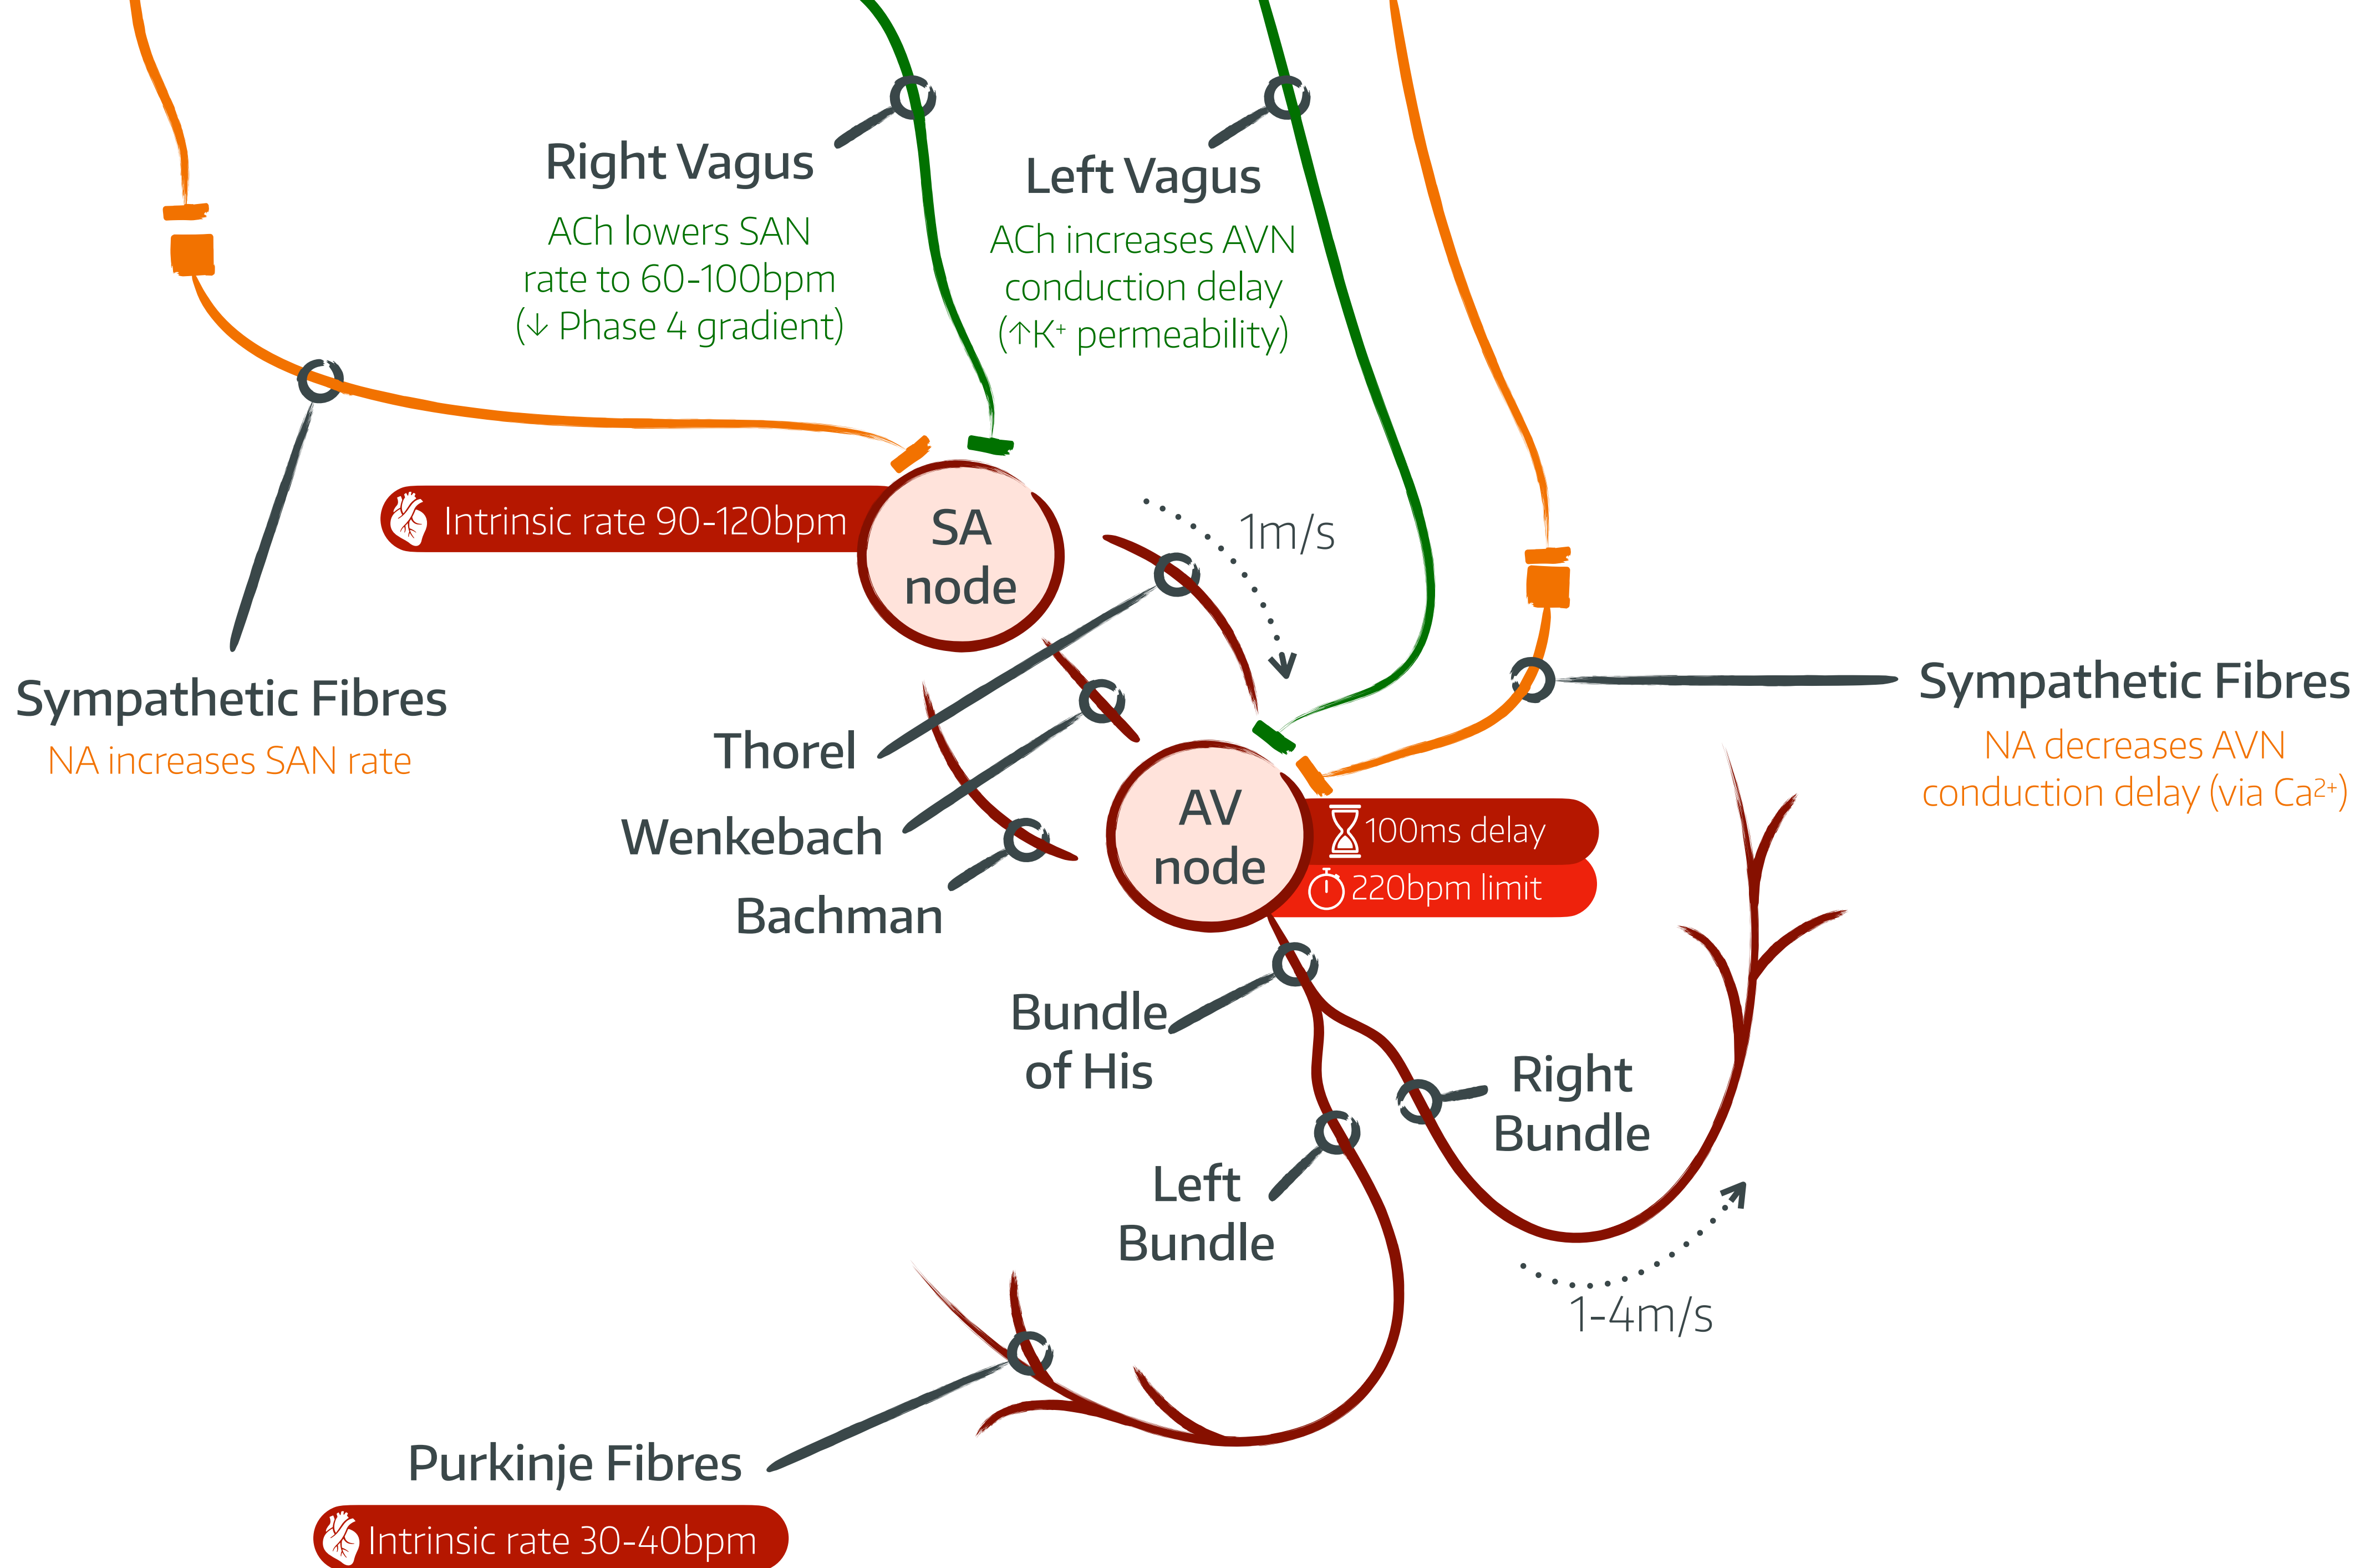 Right Vagus
ACh lowers SAN
rate to 60-100bpm
(↓ Phase 4 gradient)
Left Vagus
ACh increases AVN
conduction delay
(↑K⁺ permeability)
Intrinsic rate 90-120bpm
SA
node
1m/s
Sympathetic Fibres
NA increases SAN rate
Sympathetic Fibres
NA decreases AVN
conduction delay (via Ca²⁺)
Thorel
Wenkebach
Bachman
AV
node
100ms delay
220bpm limit
Bundle
of His
Right
Bundle
Left
Bundle
1-4m/s
Purkinje Fibres
Intrinsic rate 30-40bpm